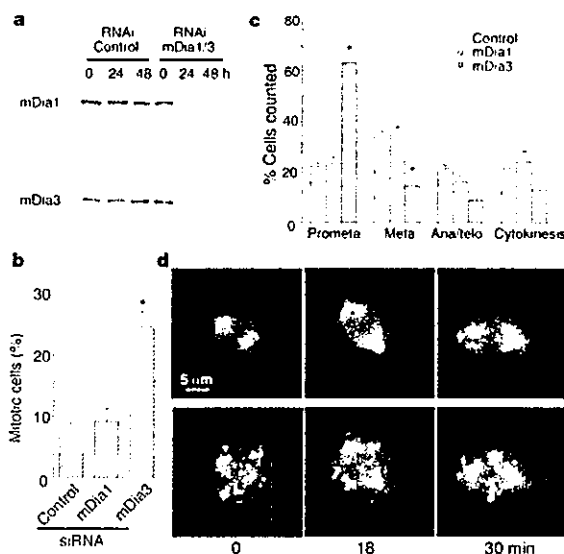 a
RNAi Control
RNAi mDia1/3
0 24 48 0 24 48 h
mDia1
mDia3
b
Mitotic cells (%)
30
20
10
0
Control
mDia1
mDia3
siRNA
c
% Cells counted
80
60
40
20
0
Control
mDia1
mDia3
Prometa
Meta
Ana/telo
Cytokinesis
d
5 µm
0
18
30 min